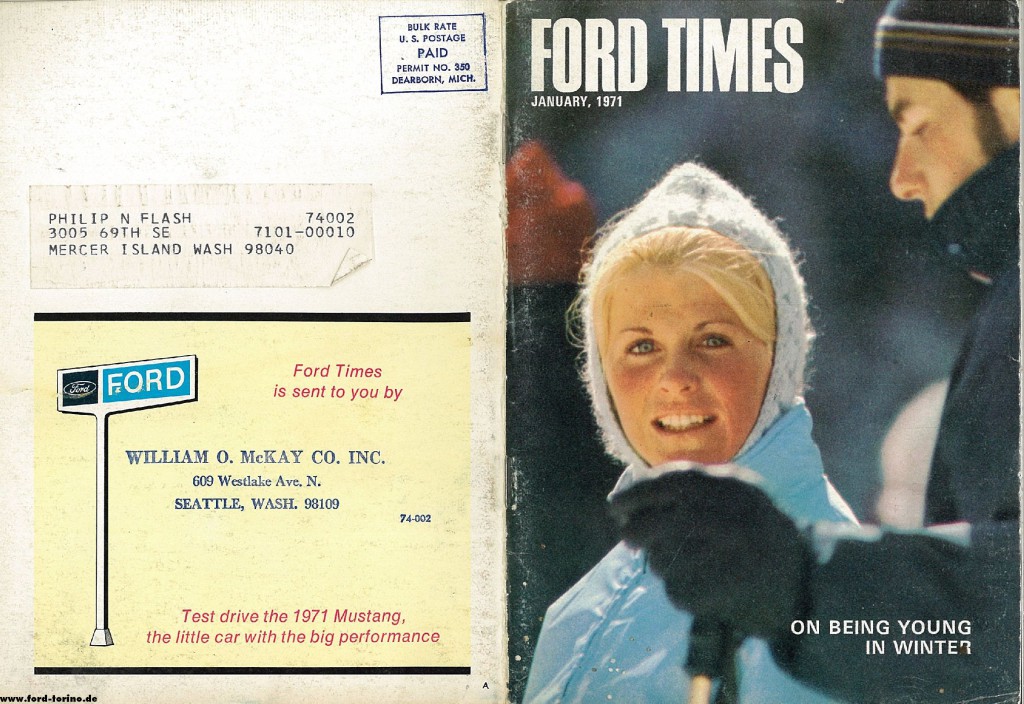 BULK RATE
U. S. POSTAGE
PAID
PERMIT NO. 350
DEARBORN, MICH.
PHILIP N FLASH 74002
3005 69TH SE 7101-00010
MERCER ISLAND WASH 98040
Ford
FORD
Ford Times
is sent to you by
WILLIAM O. McKAY CO. INC.
609 Westlake Ave. N.
SEATTLE, WASH. 98109
74-002
Test drive the 1971 Mustang,
the little car with the big performance
A
www.ford-torino.de
FORD TIMES
JANUARY, 1971
ON BEING YOUNG
IN WINTER